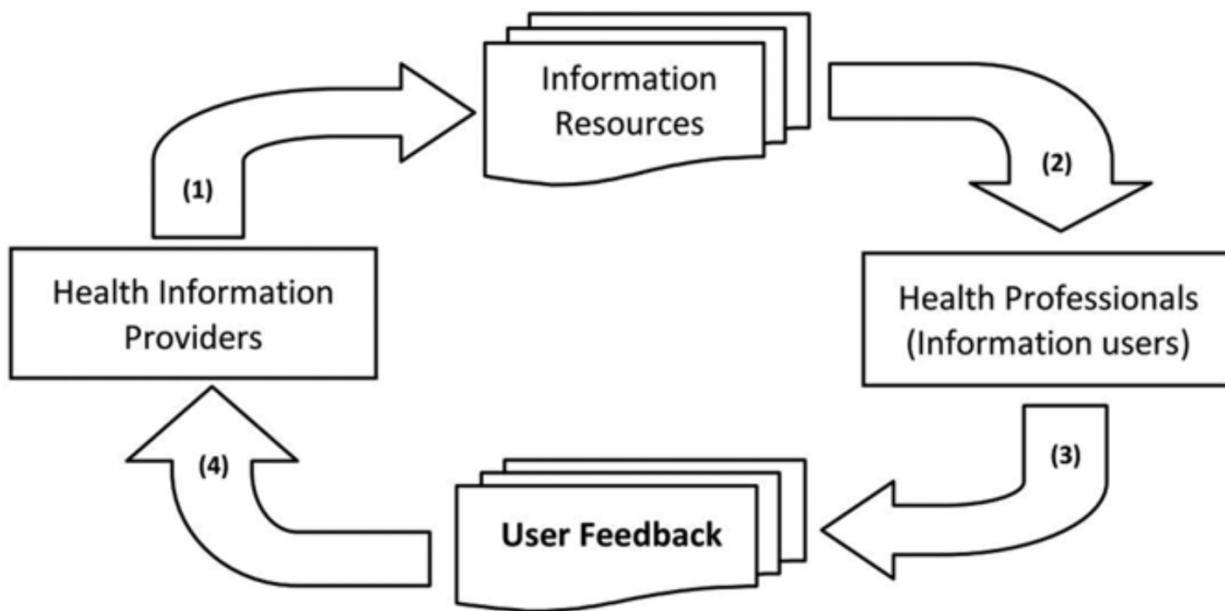 Information
Resources
(1)
(2)
Health Information
Providers
Health Professionals
(Information users)
(4)
(3)
User Feedback